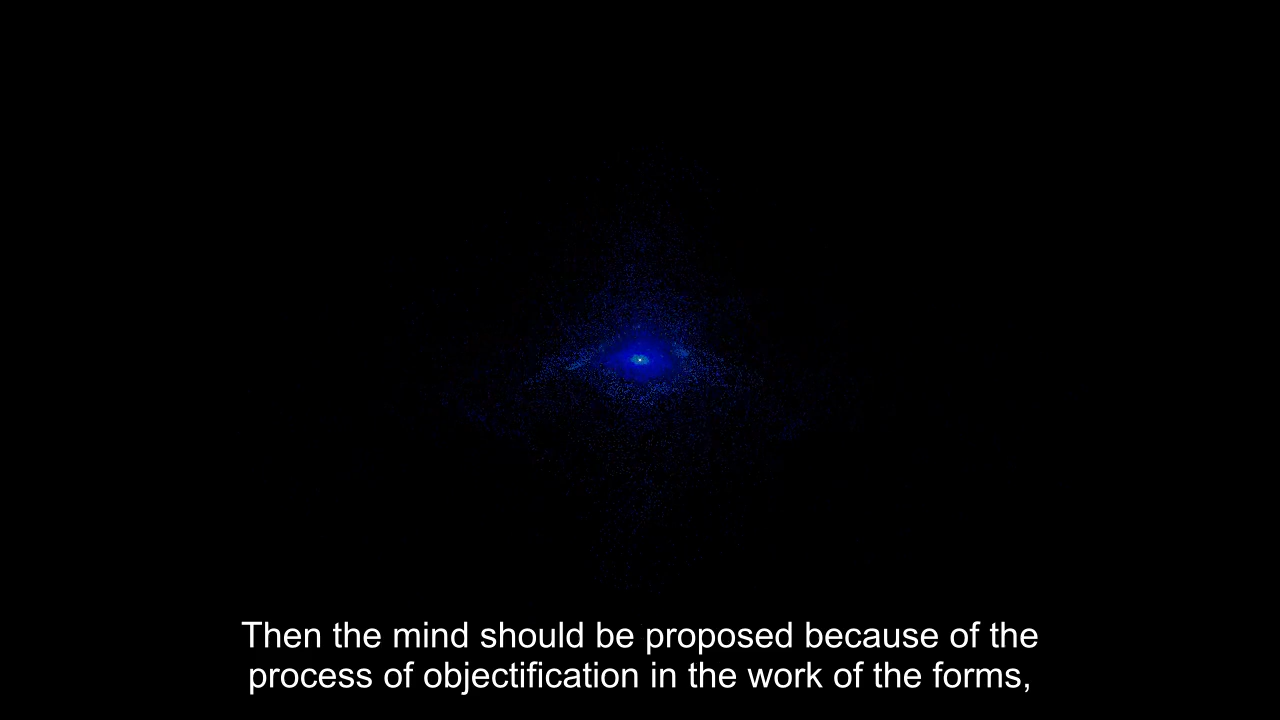 Then the mind should be proposed because of the
process of objectification in the work of the forms,